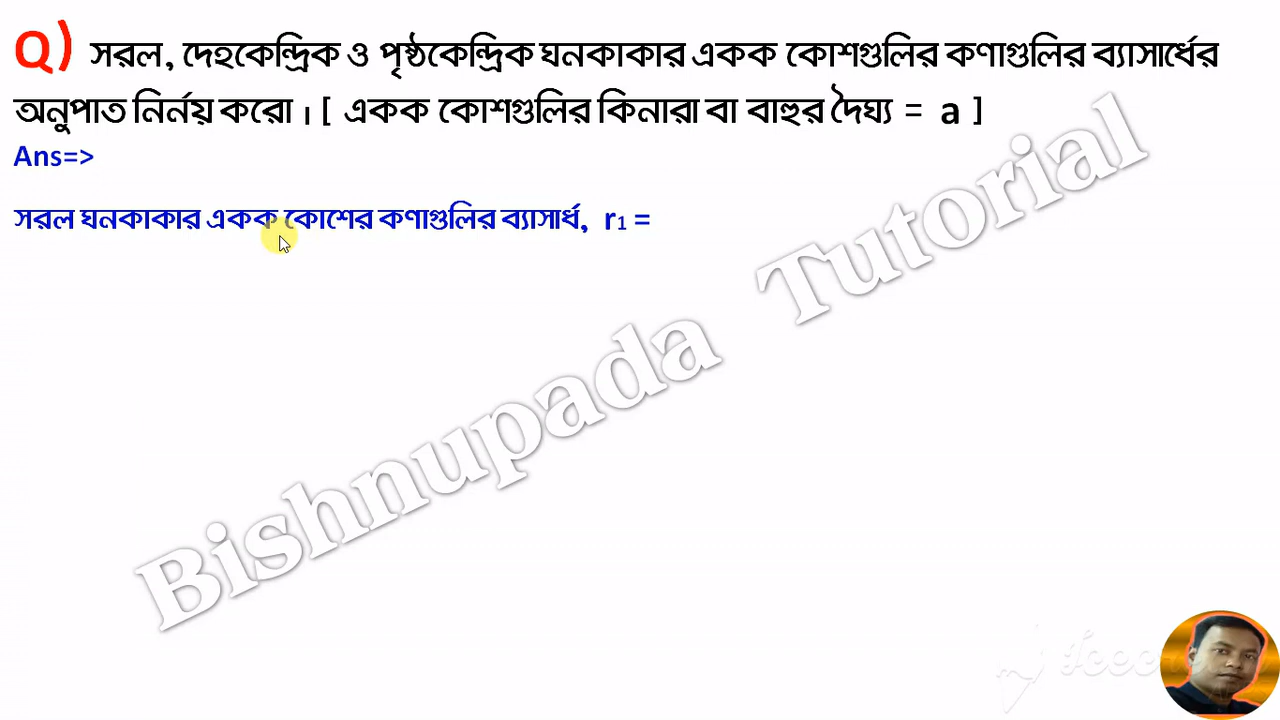 Q) সরল, দেহকেন্দ্রিক ও পৃষ্ঠকেন্দ্রিক ঘনকাকার একক কোশগুলির কণাগুলির ব্যাসার্ধের
অনুপাত নির্নয় করো । [ একক কোশগুলির কিনারা বা বাহুর দৈঘ্য = a ]
Ans=>
সরল ঘনকাকার একক কোশের কণাগুলির ব্যাসার্ধ, r₁ =
Bishnupada Tutorial